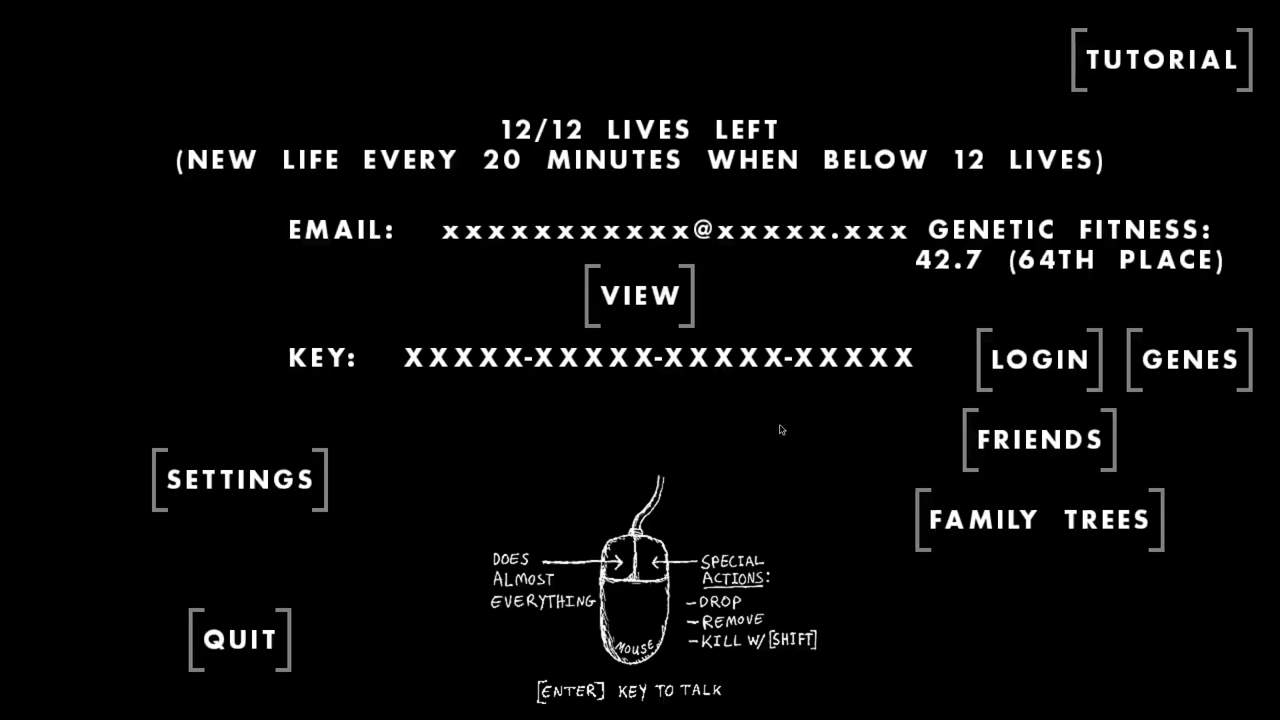 TUTORIAL
12/12 LIVES LEFT
(NEW LIFE EVERY 20 MINUTES WHEN BELOW 12 LIVES)
EMAIL: xxxxxxxxxxx@xxxxx.xxx GENETIC FITNESS:
42.7 (64TH PLACE)
VIEW
KEY: XXXXX-XXXXX-XXXXX-XXXXX
LOGIN GENES
FRIENDS
SETTINGS
FAMILY TREES
DOES
ALMOST
EVERYTHING
SPECIAL
ACTIONS:
-DROP
-REMOVE
-KILL W/[SHIFT]
MOUSE
QUIT
[ENTER] KEY TO TALK